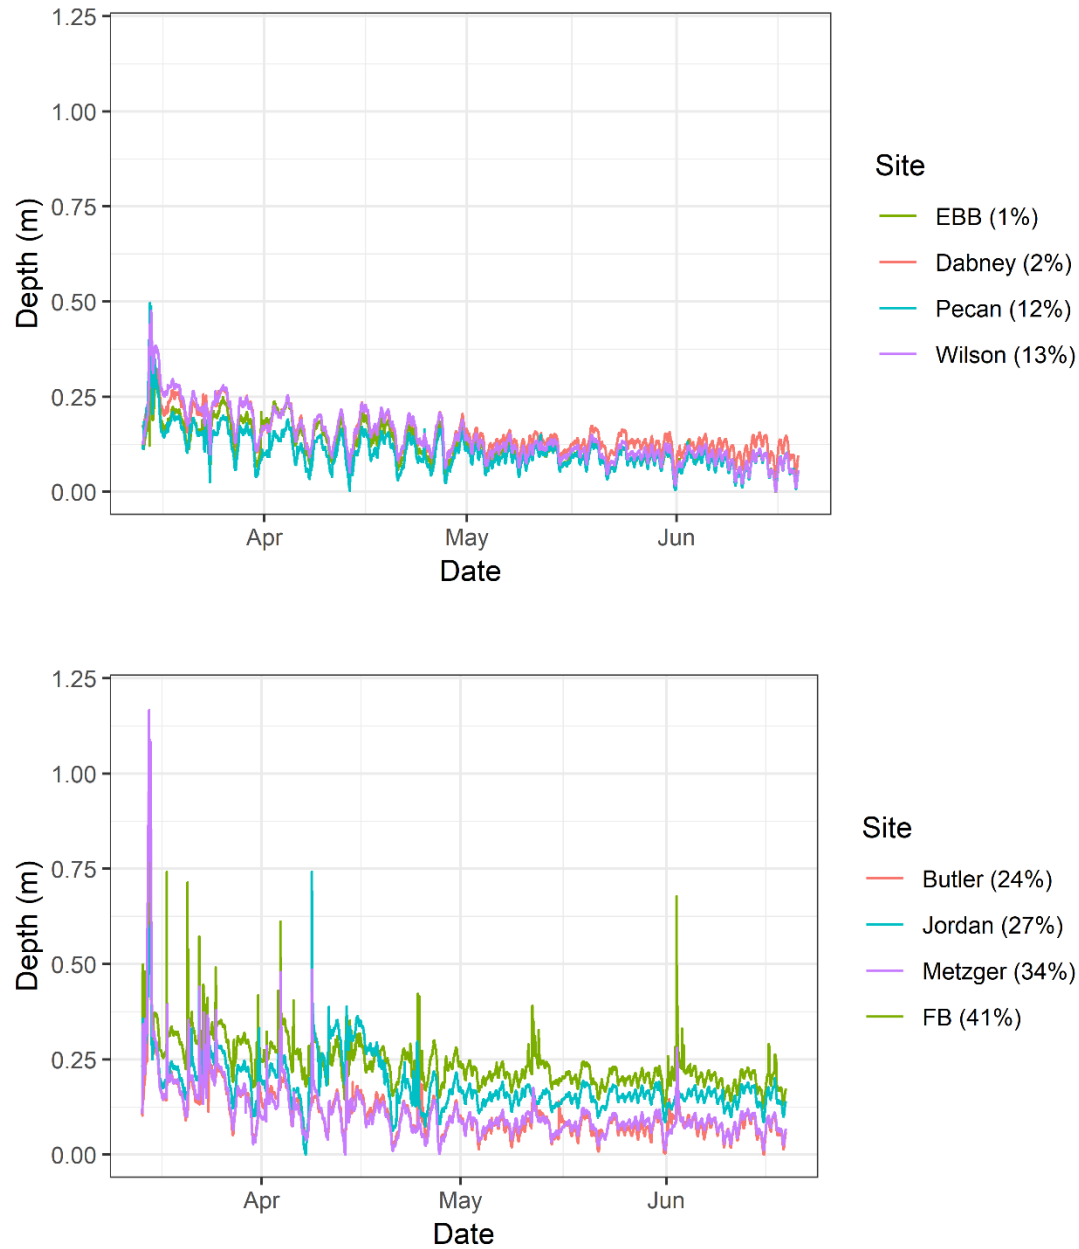 1.25
1.00
0.75
0.50
0.25
0.00
Depth (m)
Apr May Jun
Date
Site
EBB (1%)
Dabney (2%)
Pecan (12%)
Wilson (13%)
1.25
1.00
0.75
0.50
0.25
0.00
Depth (m)
Apr May Jun
Date
Site
Butler (24%)
Jordan (27%)
Metzger (34%)
FB (41%)